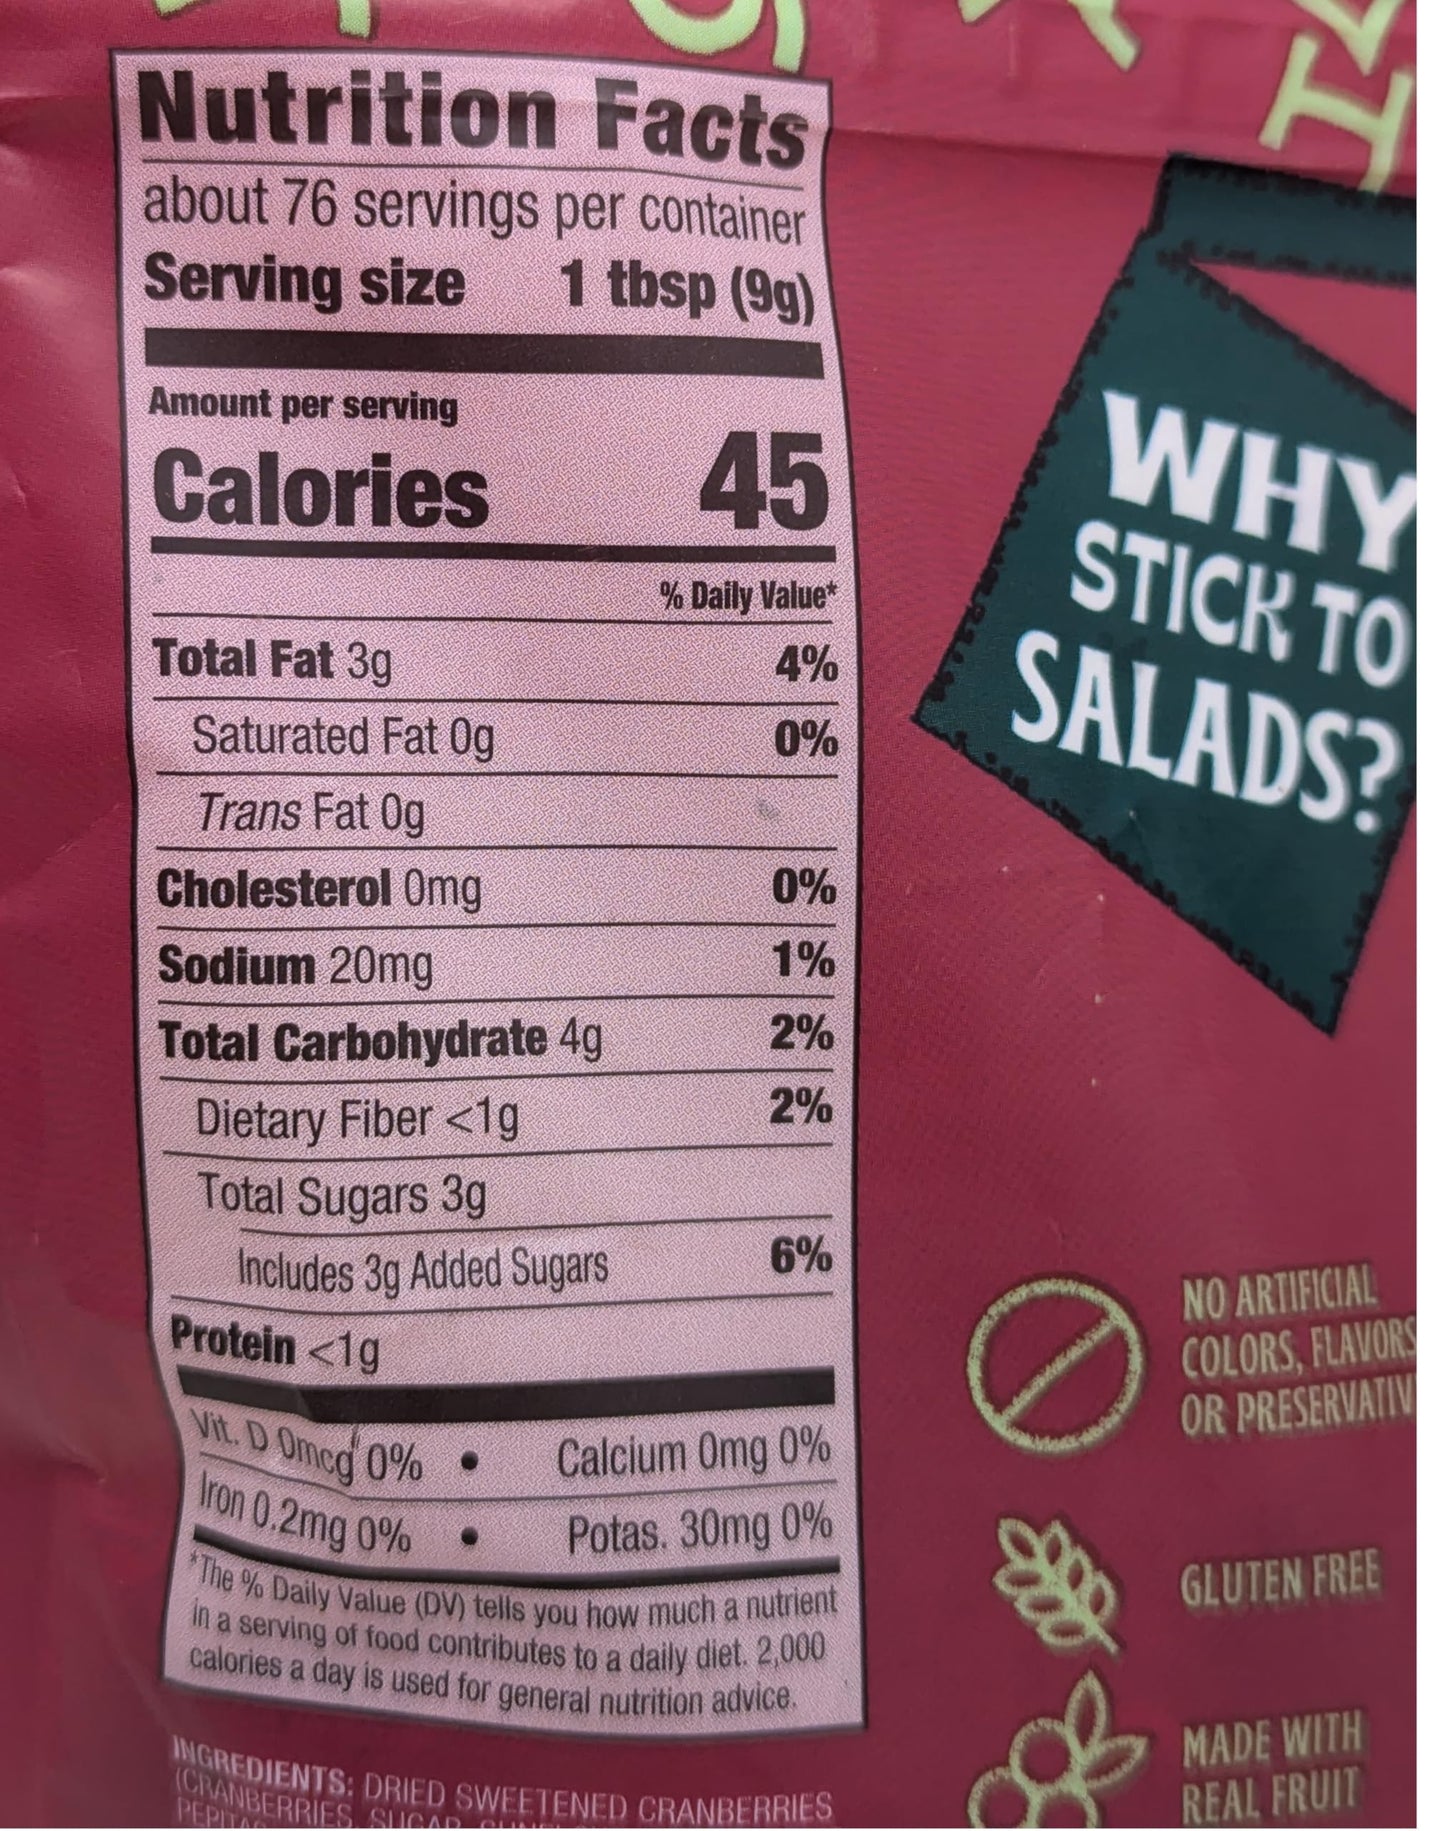 Nutrition Facts
about 76 servings per container
Serving size 1 tbsp (9g)
Amount per serving
Calories 45
% Daily Value*
Total Fat 3g 4%
Saturated Fat 0g 0%
Trans Fat 0g
Cholesterol 0mg 0%
Sodium 20mg 1%
Total Carbohydrate 4g 2%
Dietary Fiber <1g 2%
Total Sugars 3g
Includes 3g Added Sugars 6%
Protein <1g
Vit. D 0mcg 0% • Calcium 0mg 0%
Iron 0.2mg 0% • Potas. 30mg 0%
*The % Daily Value (DV) tells you how much a nutrient
in a serving of food contributes to a daily diet. 2,000
calories a day is used for general nutrition advice.
INGREDIENTS: DRIED SWEETENED CRANBERRIES
(CRANBERRIES, SUGAR,
WHY
STICK TO
SALADS?
NO ARTIFICIAL
COLORS, FLAVORS
OR
GLUTEN FREE
MADE WITH
REAL FRUIT